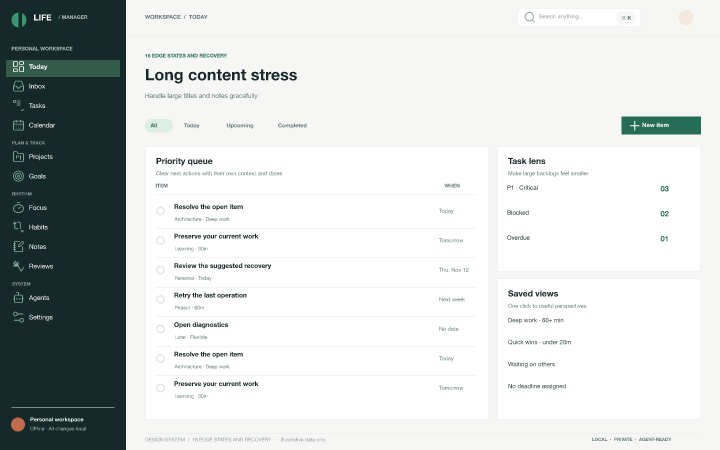 LIFE / MANAGER
PERSONAL WORKSPACE
Today
Inbox
Tasks
Calendar
PLAN & TRACK
Projects
Goals
RHYTHM
Focus
Habits
Notes
Reviews
SYSTEM
Agents
Settings
Personal workspace
Offline · All changes local
WORKSPACE / TODAY
Search anything...
⌘ K
16 EDGE STATES AND RECOVERY
Long content stress
Handle large titles and notes gracefully
All Today Upcoming Completed
New item
Priority queue
Clear next actions with their own context and dates
ITEM WHEN
Resolve the open item
Architecture · Deep work
Today
Preserve your current work
Learning · 30m
Tomorrow
Review the suggested recovery
Personal · Today
Thu, Nov 12
Retry the last operation
Project · 60m
Next week
Open diagnostics
Later · Flexible
No date
Resolve the open item
Architecture · Deep work
Today
Preserve your current work
Learning · 30m
Tomorrow
Task lens
Make large backlogs feel smaller
P1 · Critical 03
Blocked 02
Overdue 01
Saved views
One click to useful perspectives
Deep work · 60+ min
Quick wins · under 20m
Waiting on others
No deadline assigned
DESIGN SYSTEM / 16 EDGE STATES AND RECOVERY · Illustrative data only
LOCAL · PRIVATE · AGENT-READY